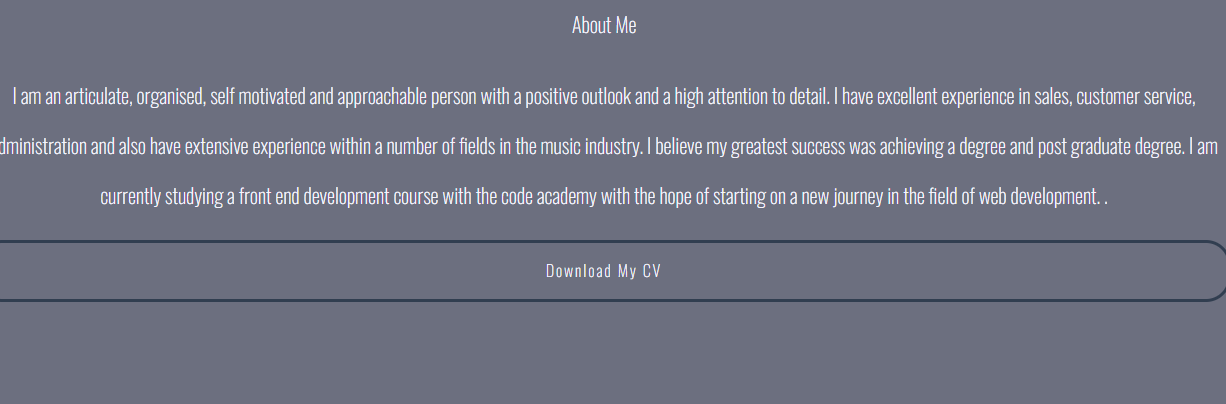 About Me
I am an articulate, organised, self motivated and approachable person with a positive outlook and a high attention to detail. I have excellent experience in sales, customer service,
dministration and also have extensive experience within a number of fields in the music industry. I believe my greatest success was achieving a degree and post graduate degree. I am
currently studying a front end development course with the code academy with the hope of starting on a new journey in the field of web development. .
Download My CV